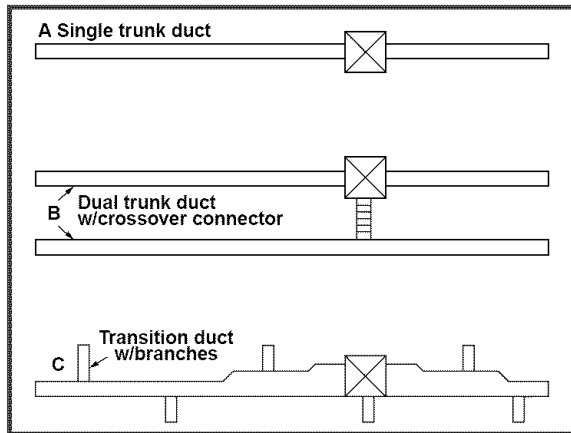 A Single trunk duct
B Dual trunk duct
w/crossover connector
C Transition duct
w/branches